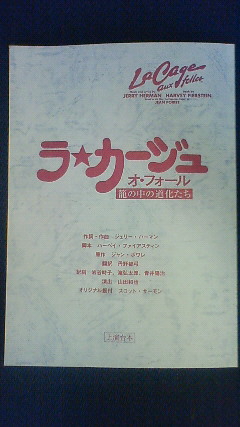 La Cage
aux Folles
JERRY HERMAN HARVEY FIERSTEIN
JEAN POIRET
ラ★カージュ
オ・フォール
籠の中の道化たち
作詞・作曲 ジェリー・ハーマン
脚本 ハーベイ・ファイアスティン
原作 ジャン・ポワレ
翻訳 丹野郁弓
訳詞 岩谷時子、滝弘太郎、青井陽治
演出 山田和也
オリジナル振付 スコット・サーモン
上演台本